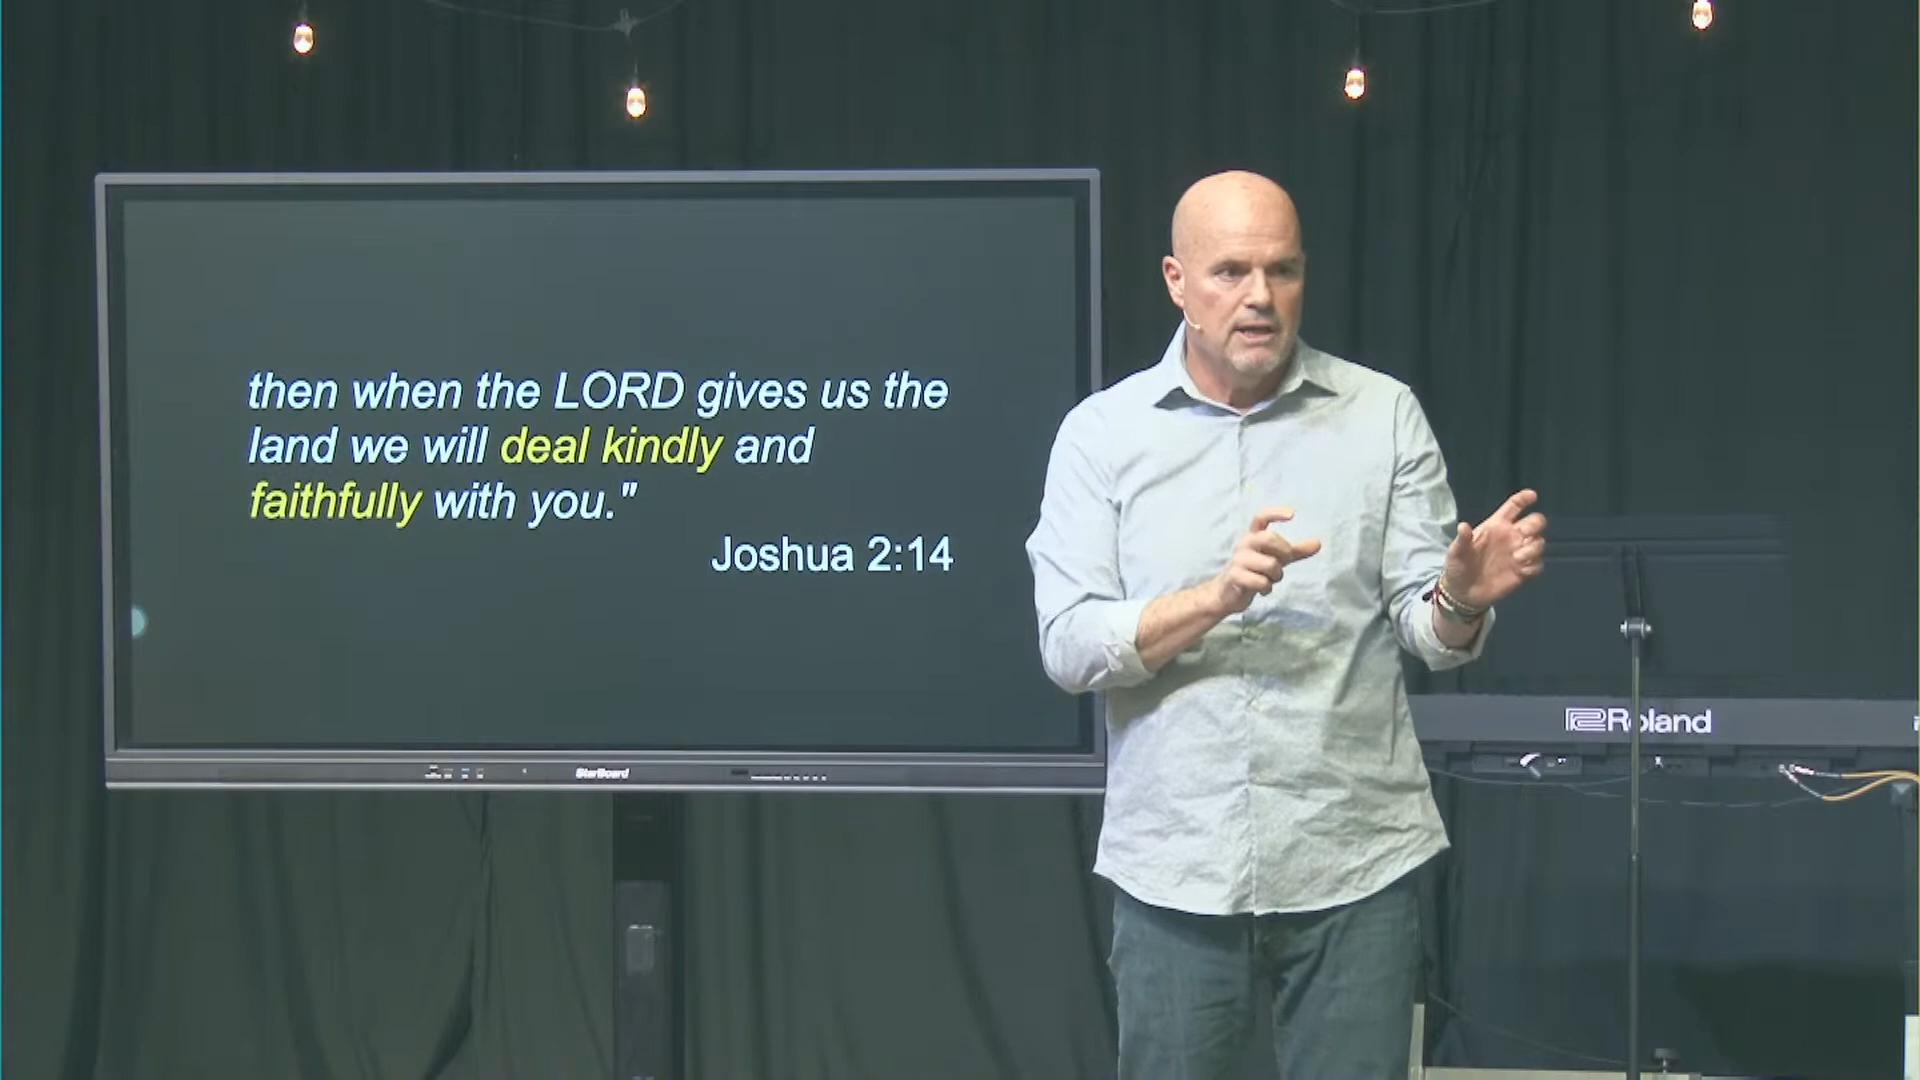 then when the LORD gives us the
land we will deal kindly and
faithfully with you."
Joshua 2:14
StarBoard
Roland